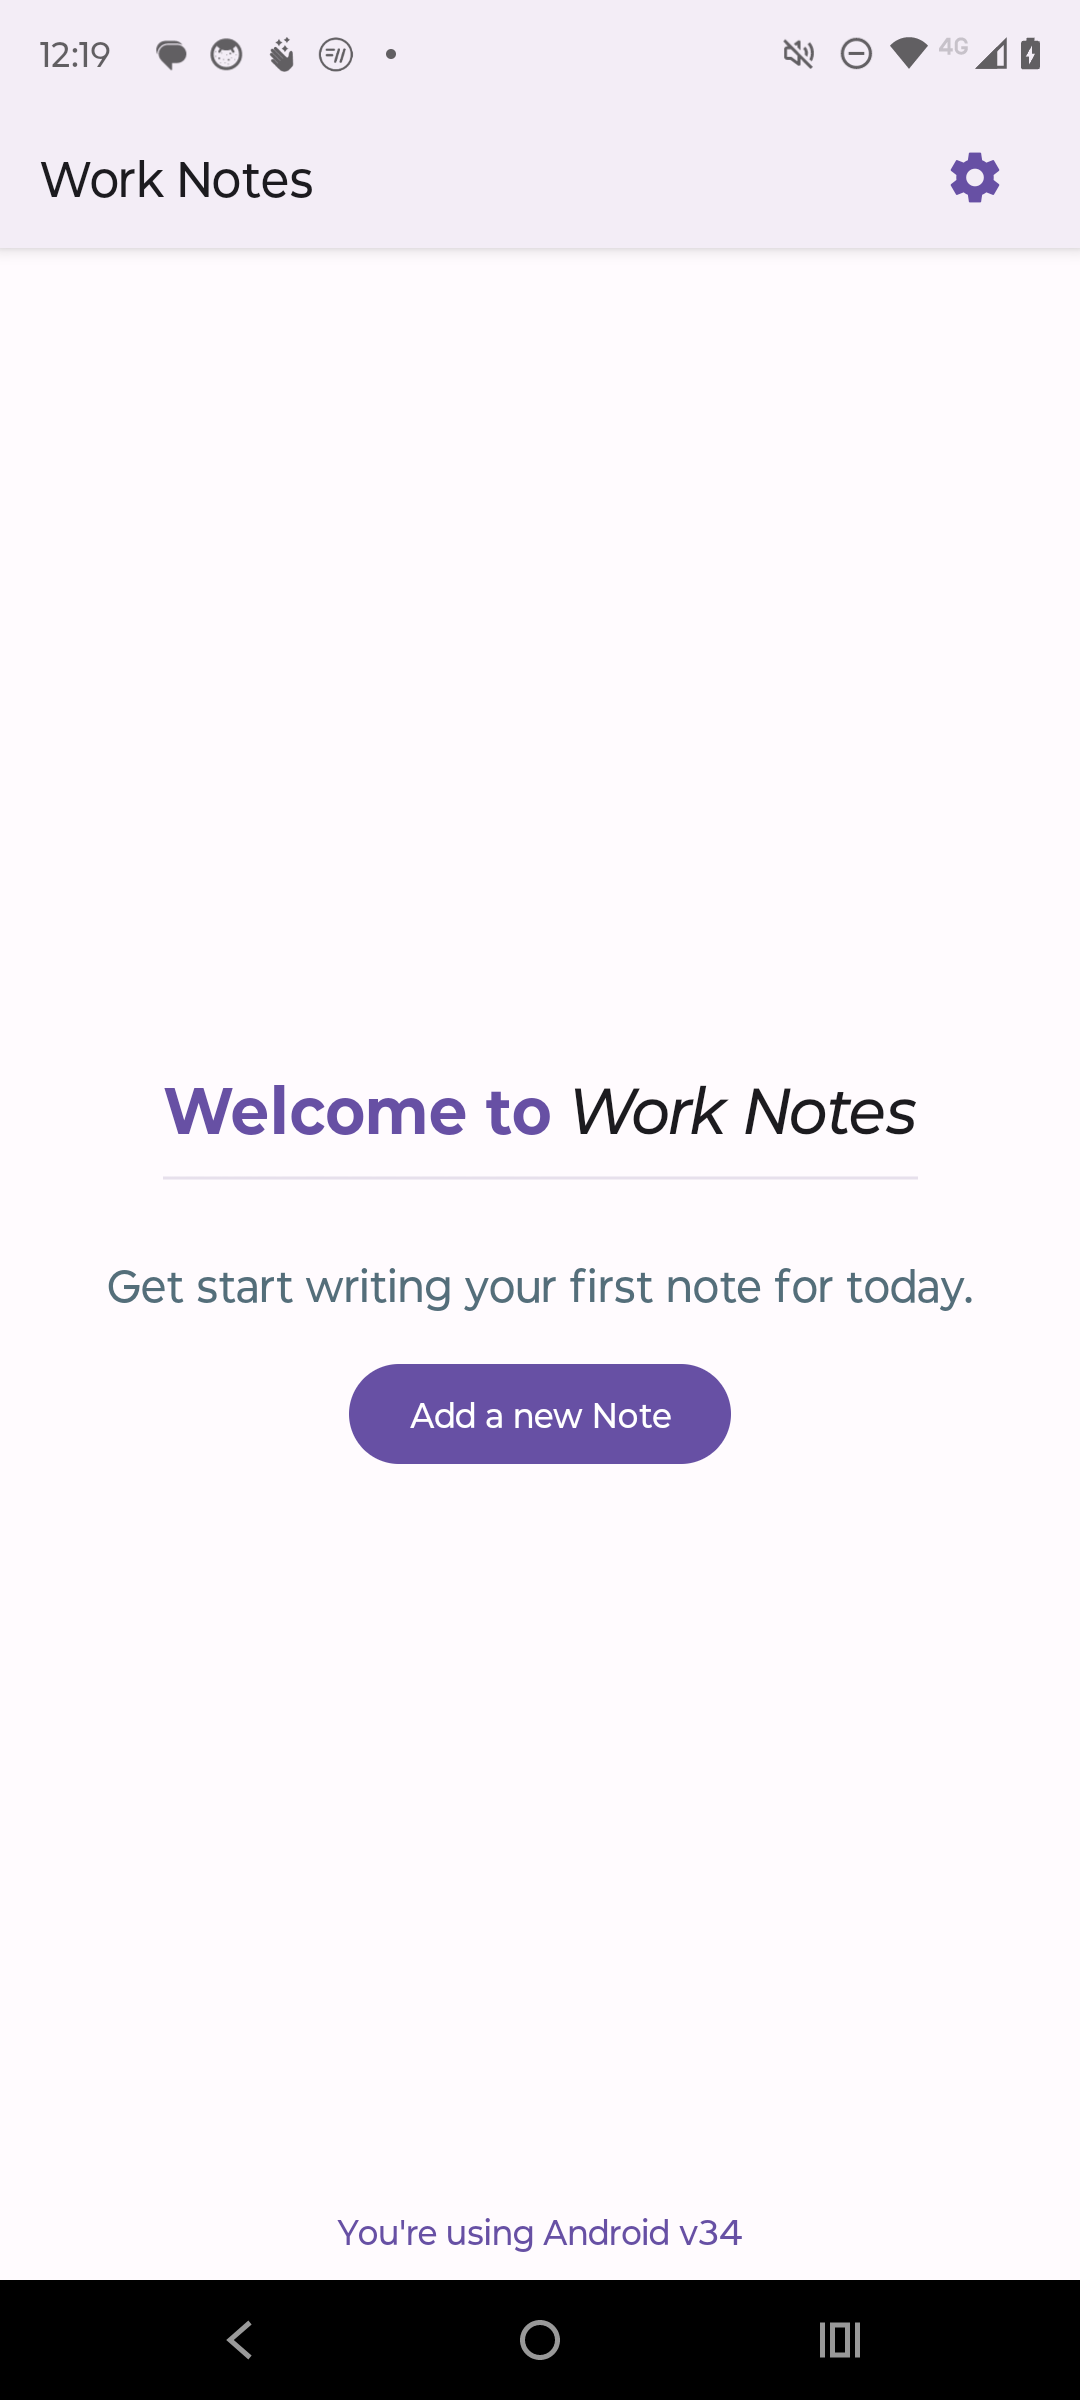 12:19
4G
Work Notes
Welcome to Work Notes
Get start writing your first note for today.
Add a new Note
You're using Android v34